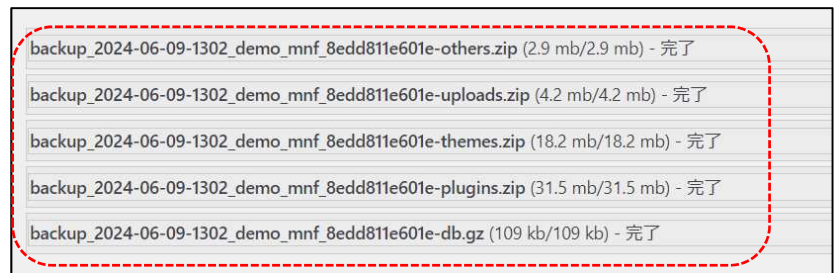 backup_2024-06-09-1302_demo_mnf_8edd811e601e-others.zip (2.9 mb/2.9 mb) - 完了
backup_2024-06-09-1302_demo_mnf_8edd811e601e-uploads.zip (4.2 mb/4.2 mb) - 完了
backup_2024-06-09-1302_demo_mnf_8edd811e601e-themes.zip (18.2 mb/18.2 mb) - 完了
backup_2024-06-09-1302_demo_mnf_8edd811e601e-plugins.zip (31.5 mb/31.5 mb) - 完了
backup_2024-06-09-1302_demo_mnf_8edd811e601e-db.gz (109 kb/109 kb) - 完了